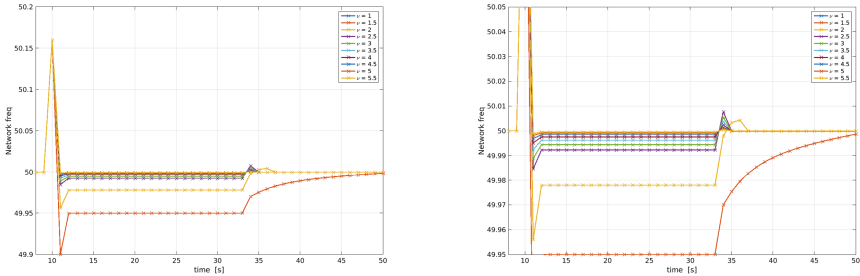 50.2
50.15
50.1
50.05
50
49.95
49.9
Network freq
10 15 20 25 30 35 40 45 50
time [s]
ν = 1
ν = 1.5
ν = 2
ν = 2.5
ν = 3
ν = 3.5
ν = 4
ν = 4.5
ν = 5
ν = 5.5
50.05
50.04
50.03
50.02
50.01
50
49.99
49.98
49.97
49.96
49.95
Network freq
10 15 20 25 30 35 40 45 50
time [s]
ν = 1
ν = 1.5
ν = 2
ν = 2.5
ν = 3
ν = 3.5
ν = 4
ν = 4.5
ν = 5
ν = 5.5